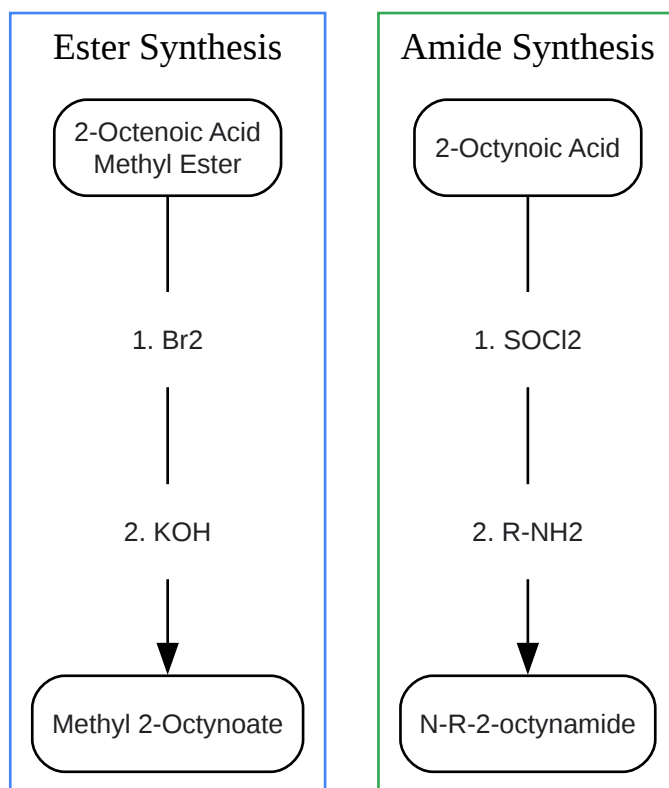 Ester Synthesis
2-Octenoic Acid
Methyl Ester
1. Br2
2. KOH
Methyl 2-Octynoate
Amide Synthesis
2-Octynoic Acid
1. SOCl2
2. R-NH2
N-R-2-octynamide